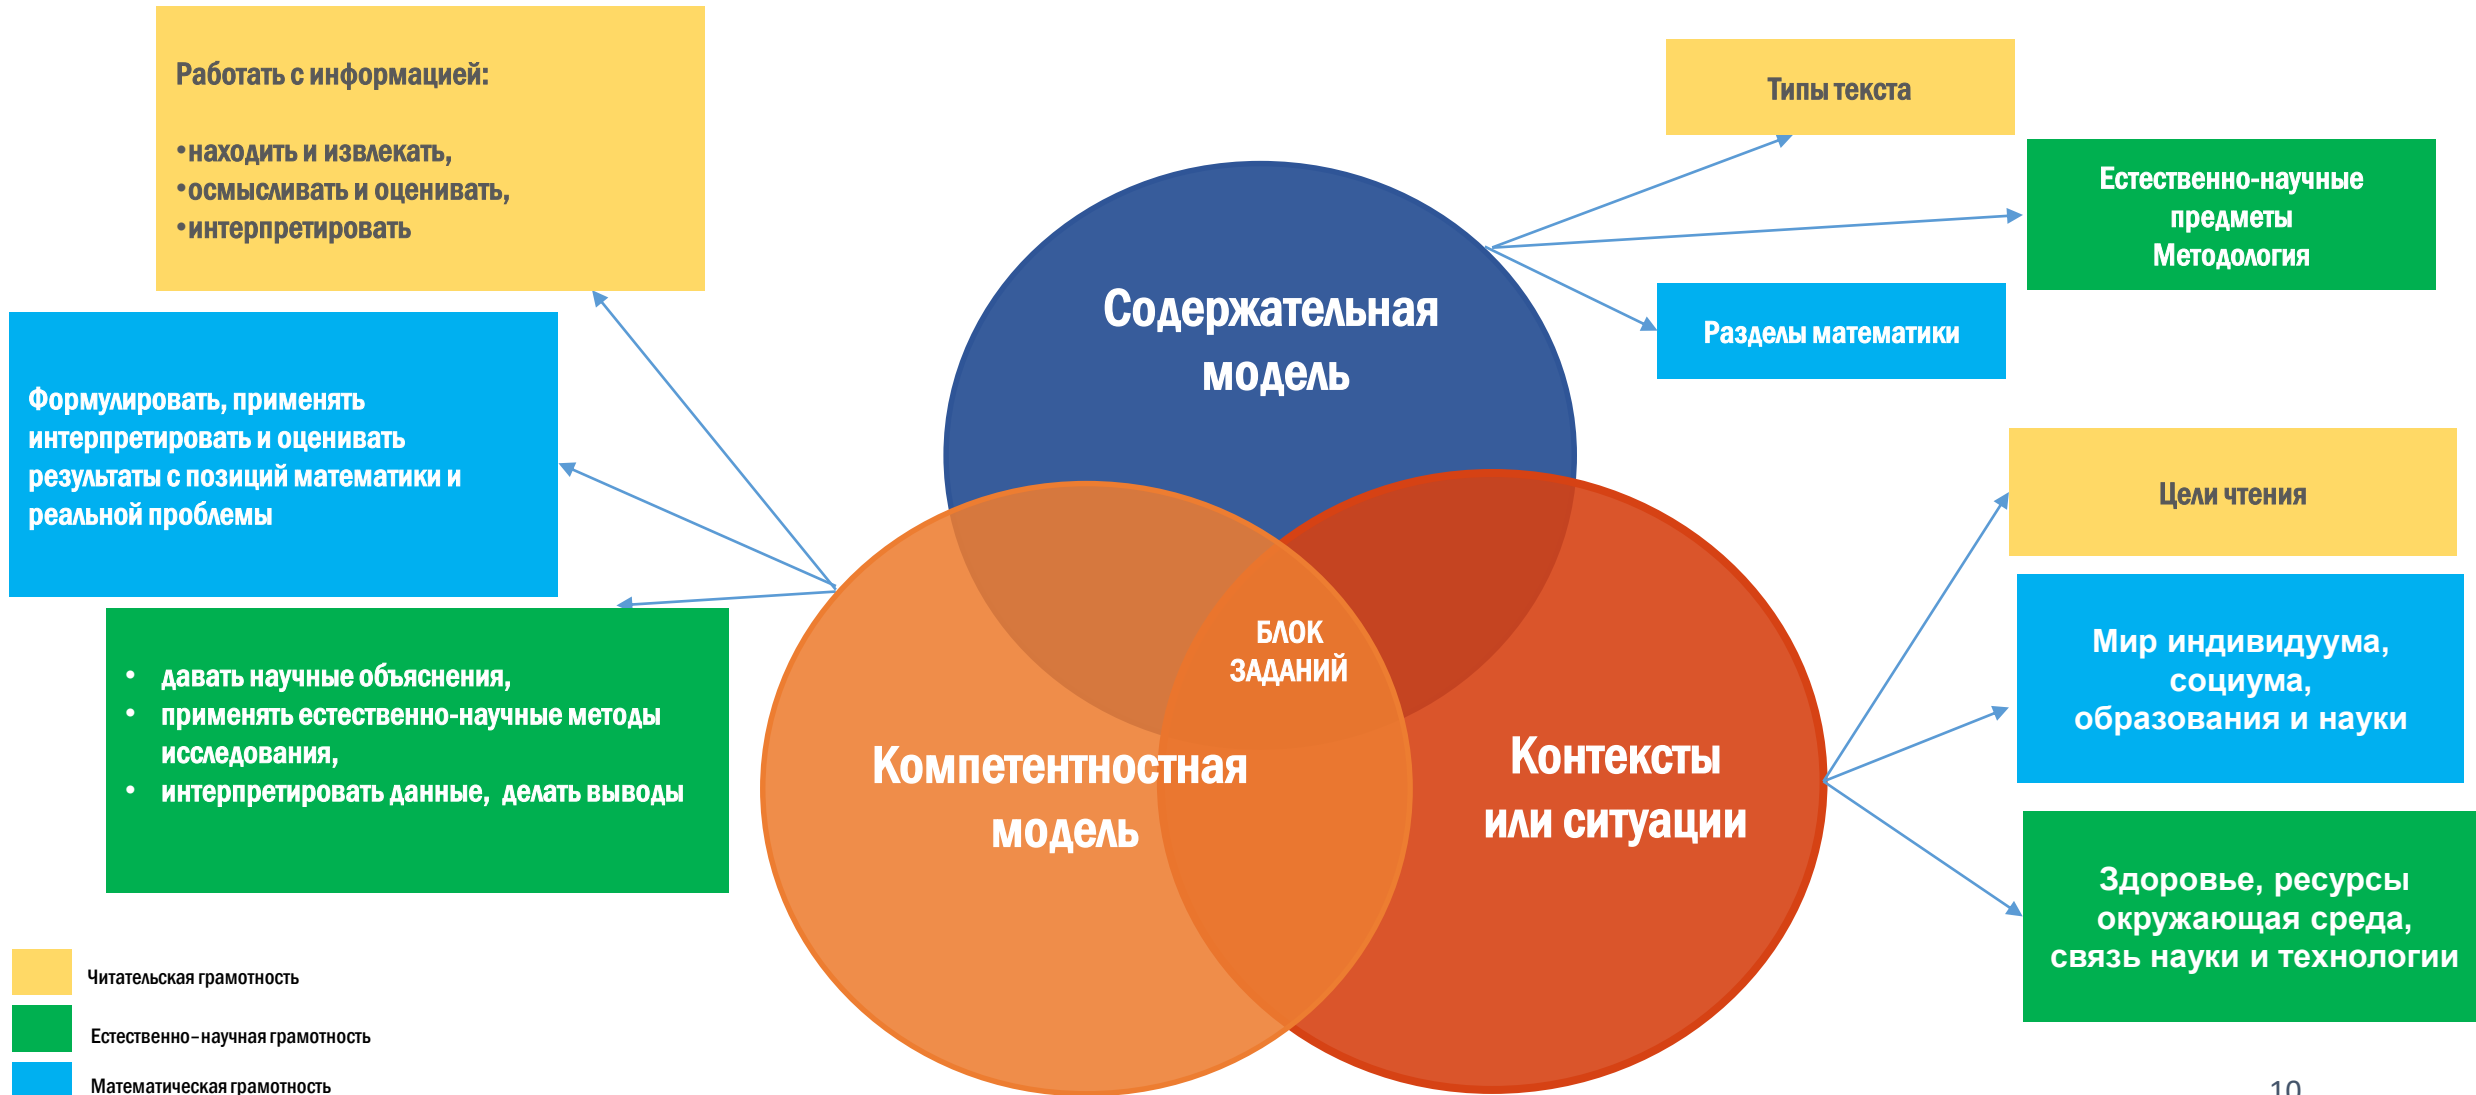 Работать с информацией:
•находить и извлекать,
•осмысливать и оценивать,
•интерпретировать
Формулировать, применять
интерпретировать и оценивать
результаты с позиций математики и
реальной проблемы
• давать научные объяснения,
• применять естественно-научные методы
исследования,
• интерпретировать данные, делать выводы
Содержательная
модель
БЛОК
ЗАДАНИЙ
Компетентностная
модель
Контексты
или ситуации
Типы текста
Естественно-научные
предметы
Методология
Разделы математики
Цели чтения
Мир индивидуума,
социума,
образования и науки
Здоровье, ресурсы
окружающая среда,
связь науки и технологии
Читательская грамотность
Естественно–научная грамотность
Математическая грамотность
10